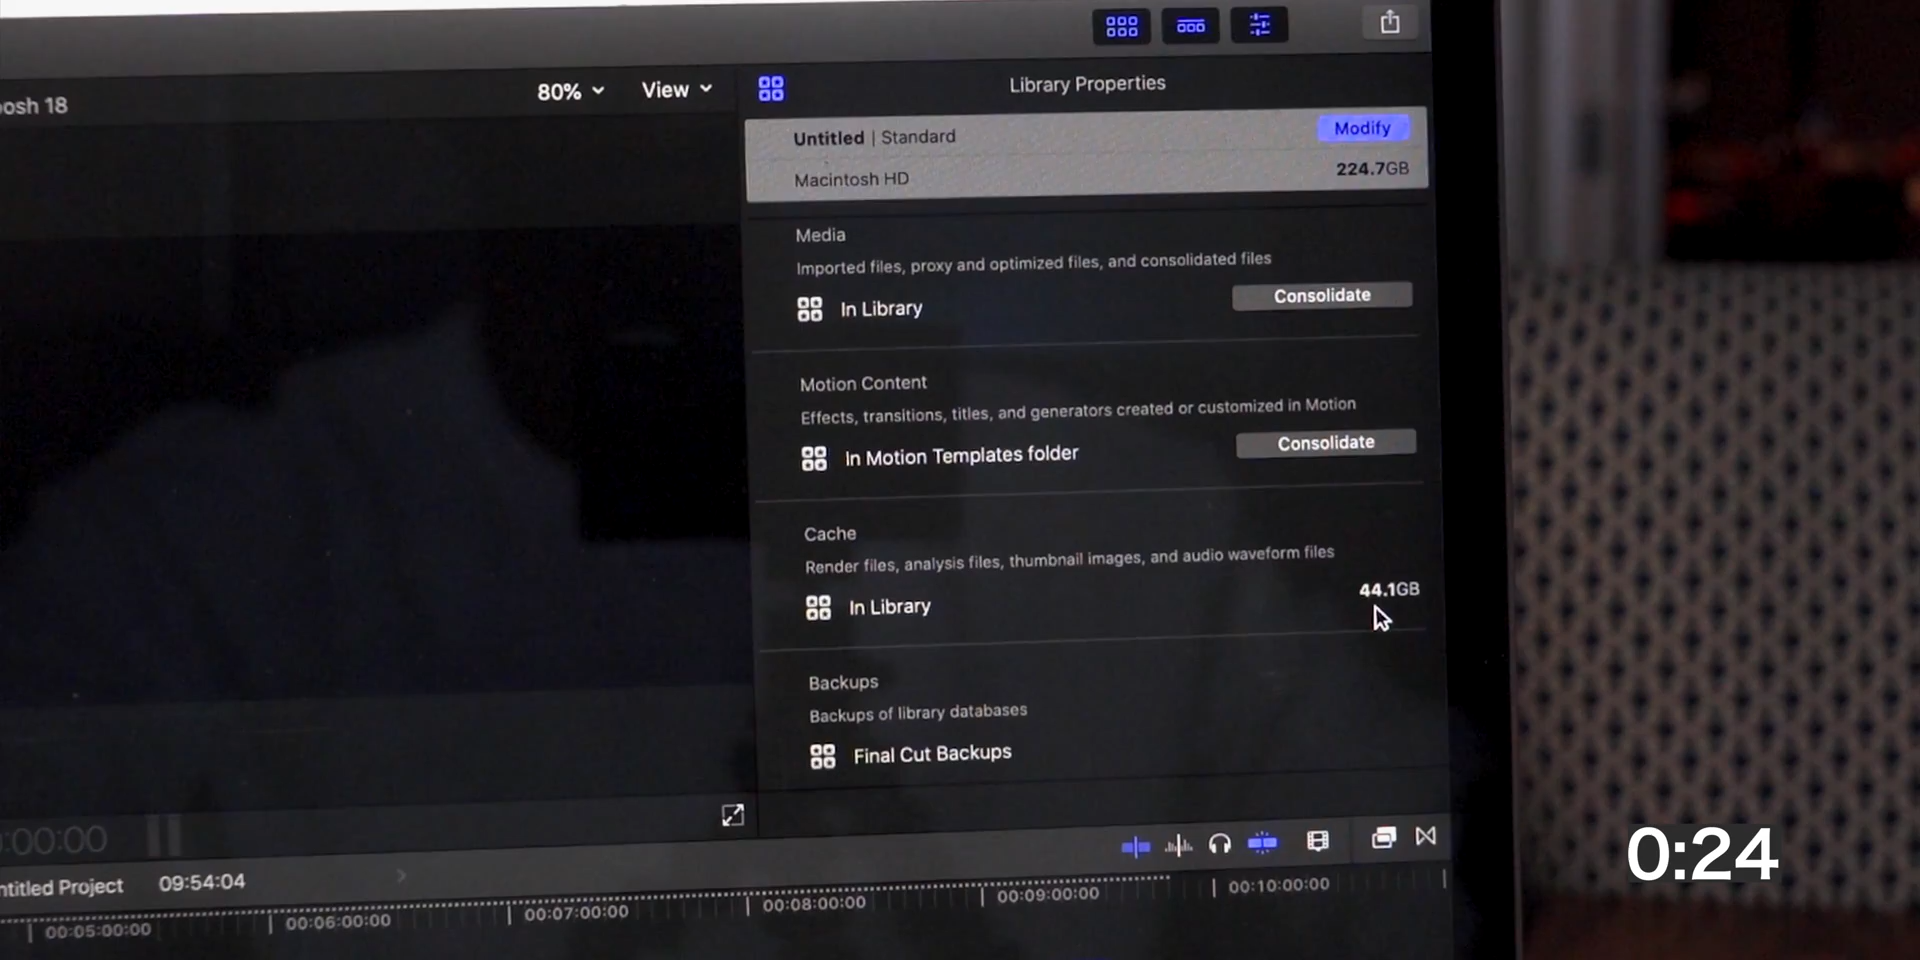 osh 18
80%
View
Library Properties
Untitled | Standard
Modify
Macintosh HD
224.7GB
Media
Imported files, proxy and optimized files, and consolidated files
In Library
Consolidate
Motion Content
Effects, transitions, titles, and generators created or customized in Motion
In Motion Templates folder
Consolidate
Cache
Render files, analysis files, thumbnail images, and audio waveform files
44.1GB
In Library
Backups
Backups of library databases
Final Cut Backups
:00:00
ntitled Project
09:54:04
00:05:00:00
00:06:00:00
00:07:00:00
00:08:00:00
00:09:00:00
00:10:00:00
0:24